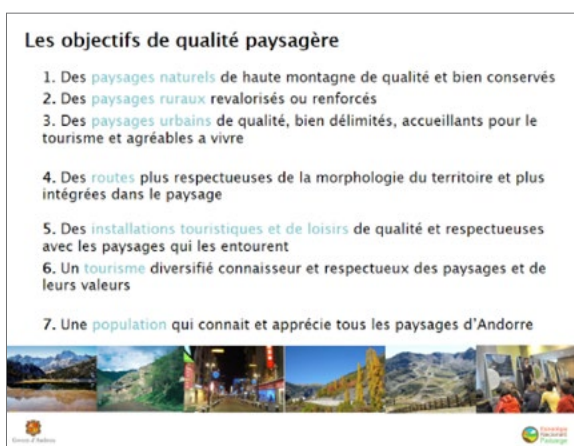 Les objectifs de qualité paysagère
1. Des paysages naturels de haute montagne de qualité et bien conservés
2. Des paysages ruraux revalorisés ou renforcés
3. Des paysages urbains de qualité, bien délimités, accueillants pour le
tourisme et agréables a vivre
4. Des routes plus respectueuses de la morphologie du territoire et plus
intégrées dans le paysage
5. Des installations touristiques et de loisirs de qualité et respectueuses
avec les paysages qui les entourent
6. Un tourisme diversifié connaisseur et respectueux des paysages et de
leurs valeurs
7. Une population qui connait et apprécie tous les paysages d'Andorre
Govern d'Andorra